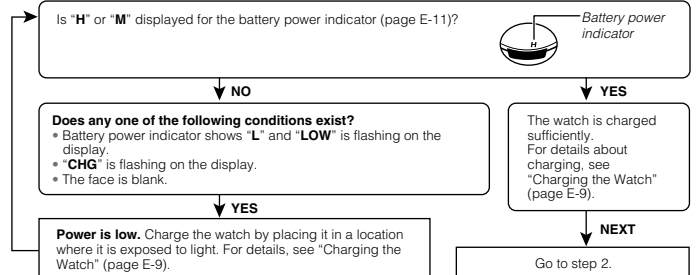 Is “H” or “M” displayed for the battery power indicator (page E-11)?
Battery power
indicator
H
NO
YES
Does any one of the following conditions exist?
• Battery power indicator shows “L” and “LOW” is flashing on the
display.
• “CHG” is flashing on the display.
• The face is blank.
The watch is charged
sufficiently.
For details about
charging, see
“Charging the Watch”
(page E-9).
YES
NEXT
Power is low. Charge the watch by placing it in a location
where it is exposed to light. For details, see “Charging the
Watch” (page E-9).
Go to step 2.